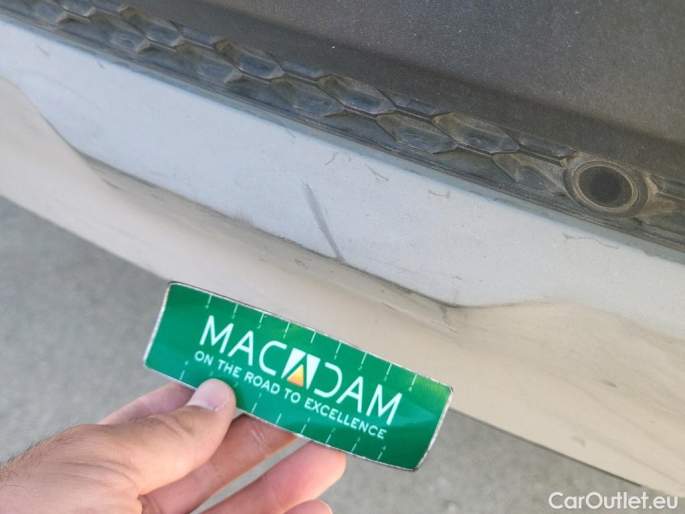 MACADAM
ON THE ROAD TO EXCELLENCE
CarOutlet.eu